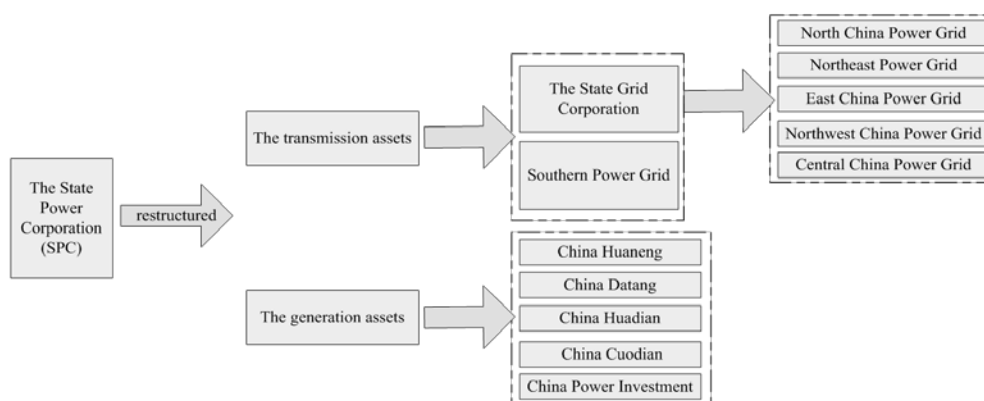 The State
Power
Corporation
(SPC)
restructured
The transmission assets
The generation assets
The State Grid
Corporation
Southern Power Grid
China Huaneng
China Datang
China Huadian
China Cuodian
China Power Investment
North China Power Grid
Northeast Power Grid
East China Power Grid
Northwest China Power Grid
Central China Power Grid